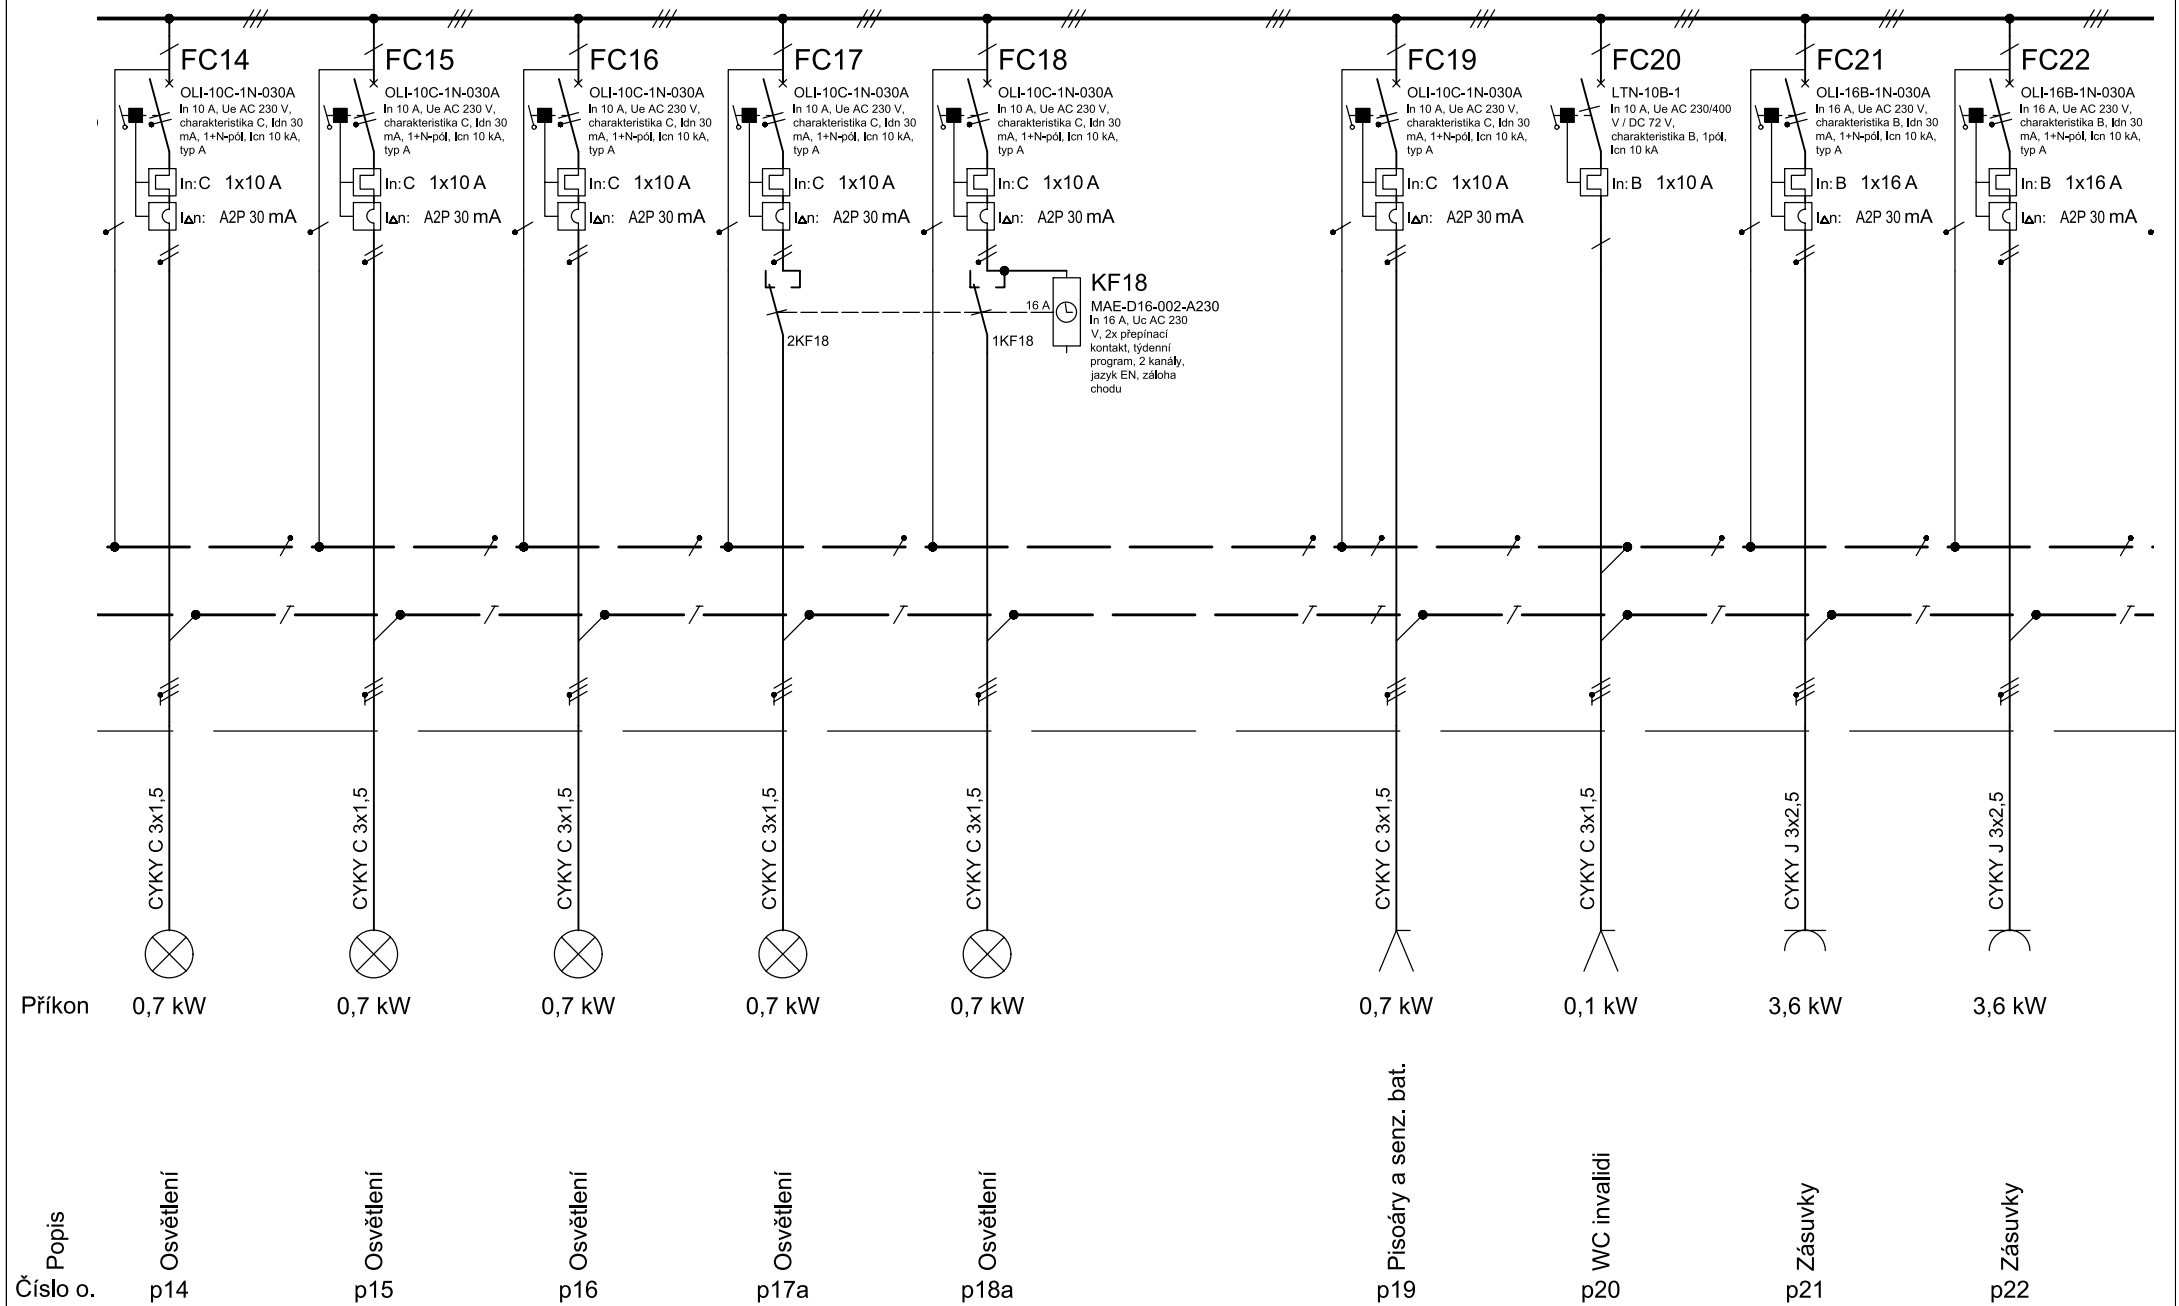 FC14
OLI-10C-1N-030A
In 10 A, Ue AC 230 V,
charakteristika C, Idn 30
mA, 1+N-pól, Icn 10 kA,
typ A
In: C 1x10 A
I∆n: A2P 30 mA
FC15
OLI-10C-1N-030A
In 10 A, Ue AC 230 V,
charakteristika C, Idn 30
mA, 1+N-pól, Icn 10 kA,
typ A
In: C 1x10 A
I∆n: A2P 30 mA
FC16
OLI-10C-1N-030A
In 10 A, Ue AC 230 V,
charakteristika C, Idn 30
mA, 1+N-pól, Icn 10 kA,
typ A
In: C 1x10 A
I∆n: A2P 30 mA
FC17
OLI-10C-1N-030A
In 10 A, Ue AC 230 V,
charakteristika C, Idn 30
mA, 1+N-pól, Icn 10 kA,
typ A
In: C 1x10 A
I∆n: A2P 30 mA
2KF18
FC18
OLI-10C-1N-030A
In 10 A, Ue AC 230 V,
charakteristika C, Idn 30
mA, 1+N-pól, Icn 10 kA,
typ A
In: C 1x10 A
I∆n: A2P 30 mA
1KF18
16 A
KF18
MAE-D16-002-A230
In 16 A, Uc AC 230
V, 2x přepínací
kontakt, týdenní
program, 2 kanály,
jazyk EN, záloha
chodu
FC19
OLI-10C-1N-030A
In 10 A, Ue AC 230 V,
charakteristika C, Idn 30
mA, 1+N-pól, Icn 10 kA,
typ A
In: C 1x10 A
I∆n: A2P 30 mA
FC20
LTN-10B-1
In 10 A, Ue AC 230/400
V / DC 72 V,
charakteristika B, 1pól,
Icn 10 kA
In: B 1x10 A
FC21
OLI-16B-1N-030A
In 16 A, Ue AC 230 V,
charakteristika B, Idn 30
mA, 1+N-pól, Icn 10 kA,
typ A
In: B 1x16 A
I∆n: A2P 30 mA
FC22
OLI-16B-1N-030A
In 16 A, Ue AC 230 V,
charakteristika B, Idn 30
mA, 1+N-pól, Icn 10 kA,
typ A
In: B 1x16 A
I∆n: A2P 30 mA
CYKY C 3x1,5
CYKY C 3x1,5
CYKY C 3x1,5
CYKY C 3x1,5
CYKY C 3x1,5
CYKY C 3x1,5
CYKY C 3x1,5
CYKY J 3x2,5
CYKY J 3x2,5
Příkon 0,7 kW 0,7 kW 0,7 kW 0,7 kW 0,7 kW 0,7 kW 0,1 kW 3,6 kW 3,6 kW
Popis
Osvětlení
Osvětlení
Osvětlení
Osvětlení
Osvětlení
Pisoáry a senz. bat.
WC invalidi
Zásuvky
Zásuvky
Číslo o. p14 p15 p16 p17a p18a p19 p20 p21 p22